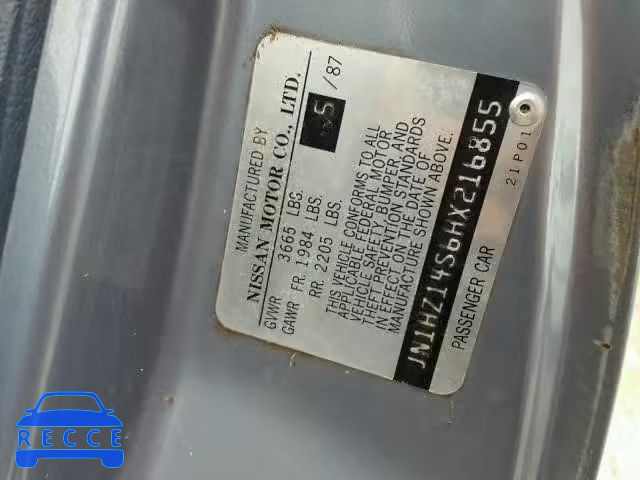 MANUFACTURED BY
NISSAN MOTOR CO., LTD.
5 / 87
GVWR 3665 LBS.
GAWR FR. 1984 LBS.
RR. 2205 LBS.
THIS VEHICLE CONFORMS TO ALL
APPLICABLE FEDERAL MOTOR
VEHICLE SAFETY, BUMPER, AND
THEFT PREVENTION STANDARDS
IN EFFECT ON THE DATE OF
MANUFACTURE SHOWN ABOVE.
JN1HZ14S6HX216855
PASSENGER CAR
21P01
RECCE